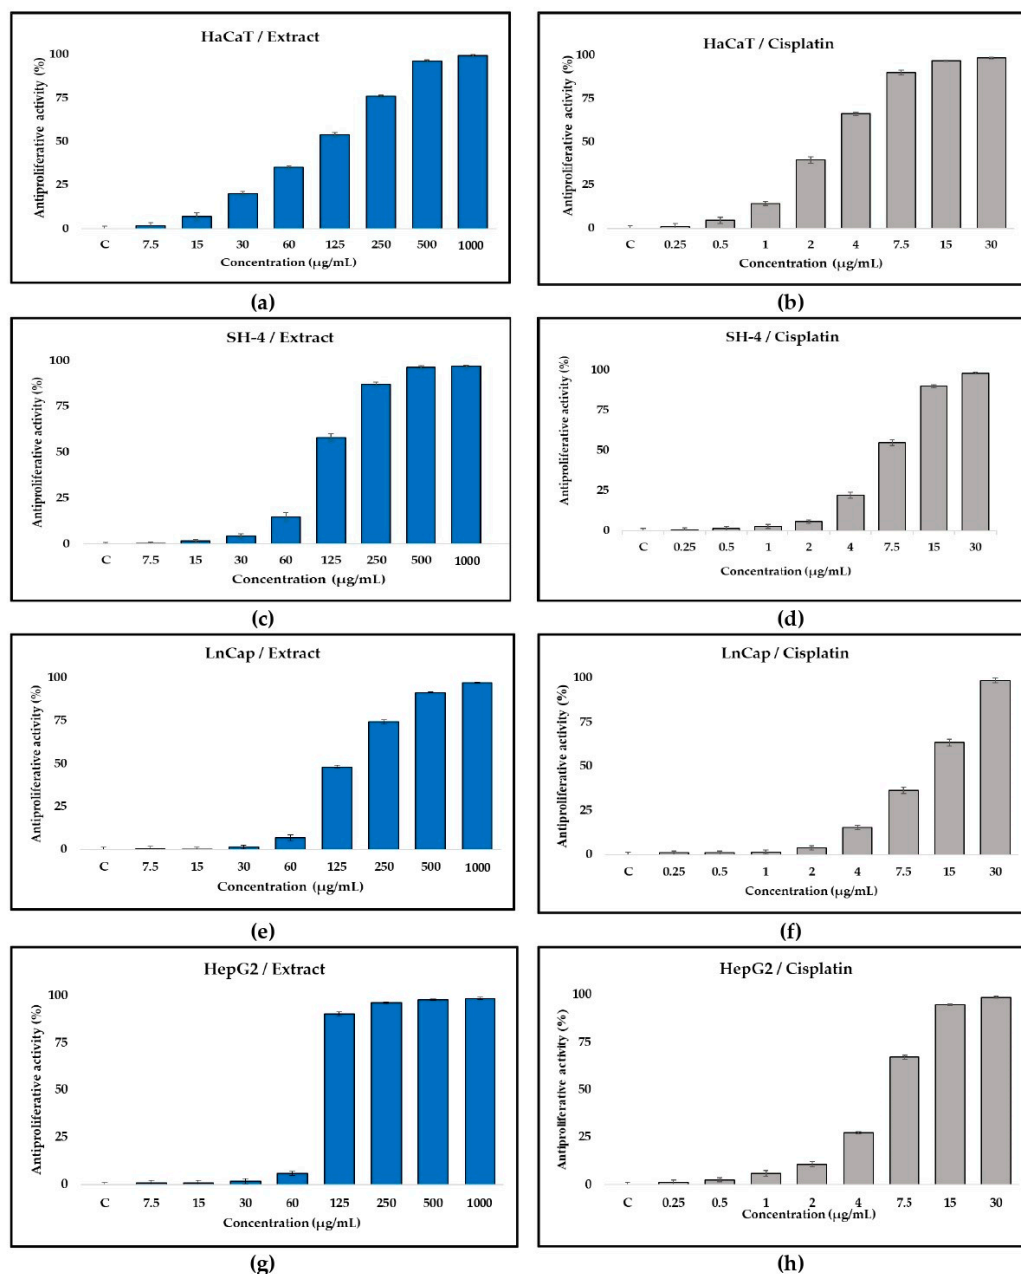 HaCaT / Extract
Antiproliferative activity (%)
100
75
50
25
0
C 7.5 15 30 60 125 250 500 1000
Concentration (µg/mL)
(a)
HaCaT / Cisplatin
Antiproliferative activity (%)
100
75
50
25
0
C 0.25 0.5 1 2 4 7.5 15 30
Concentration (µg/mL)
(b)
SH-4 / Extract
Antiproliferative activity (%)
100
75
50
25
0
C 7.5 15 30 60 125 250 500 1000
Concentration (µg/mL)
(c)
SH-4 / Cisplatin
Antiproliferative activity (%)
100
75
50
25
0
C 0.25 0.5 1 2 4 7.5 15 30
Concentration (µg/mL)
(d)
LnCap / Extract
Antiproliferative activity (%)
100
75
50
25
0
C 7.5 15 30 60 125 250 500 1000
Concentration (µg/mL)
(e)
LnCap / Cisplatin
Antiproliferative activity (%)
100
75
50
25
0
C 0.25 0.5 1 2 4 7.5 15 30
Concentration (µg/mL)
(f)
HepG2 / Extract
Antiproliferative activity (%)
100
75
50
25
0
C 7.5 15 30 60 125 250 500 1000
Concentration (µg/mL)
(g)
HepG2 / Cisplatin
Antiproliferative activity (%)
100
75
50
25
0
C 0.25 0.5 1 2 4 7.5 15 30
Concentration (µg/mL)
(h)